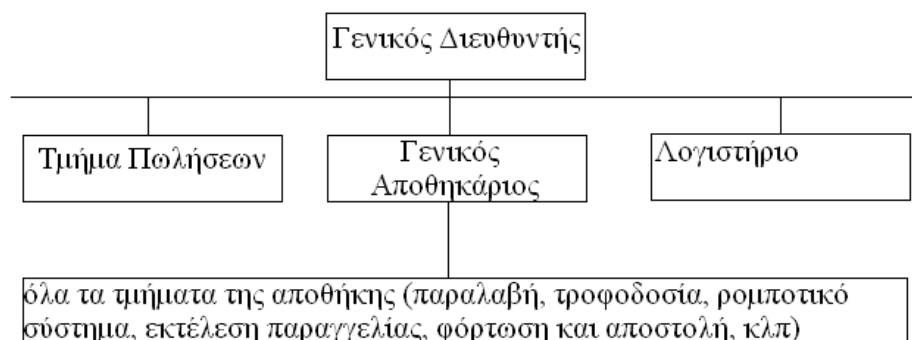 Γενικός Διευθυντής
Τμήμα Πωλήσεων
Γενικός
Αποθηκάριος
Λογιστήριο
όλα τα τμήματα της αποθήκης (παραλαβή, τροφοδοσία, ρομποτικό
σύστημα, εκτέλεση παραγγελίας, φόρτωση και αποστολή, κλπ)